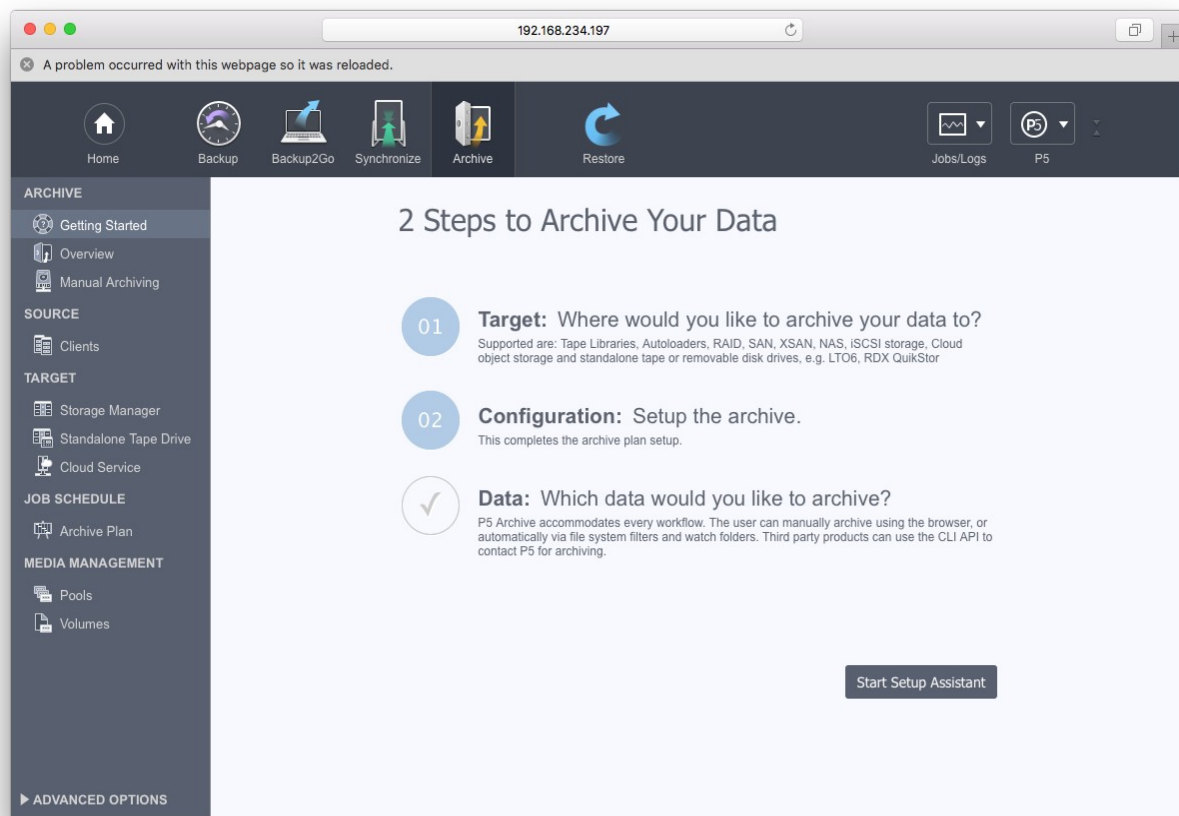 192.168.234.197
A problem occurred with this webpage so it was reloaded.
Home
Backup
Backup2Go
Synchronize
Archive
Restore
Jobs/Logs
P5
P5
ARCHIVE
Getting Started
Overview
Manual Archiving
SOURCE
Clients
TARGET
Storage Manager
Standalone Tape Drive
Cloud Service
JOB SCHEDULE
Archive Plan
MEDIA MANAGEMENT
Pools
Volumes
ADVANCED OPTIONS
2 Steps to Archive Your Data
01
Target: Where would you like to archive your data to?
Supported are: Tape Libraries, Autoloaders, RAID, SAN, XSAN, NAS, iSCSI storage, Cloud
object storage and standalone tape or removable disk drives, e.g. LTO6, RDX QuikStor
02
Configuration: Setup the archive.
This completes the archive plan setup.
Data: Which data would you like to archive?
P5 Archive accommodates every workflow. The user can manually archive using the browser, or
automatically via file system filters and watch folders. Third party products can use the CLI API to
contact P5 for archiving.
Start Setup Assistant